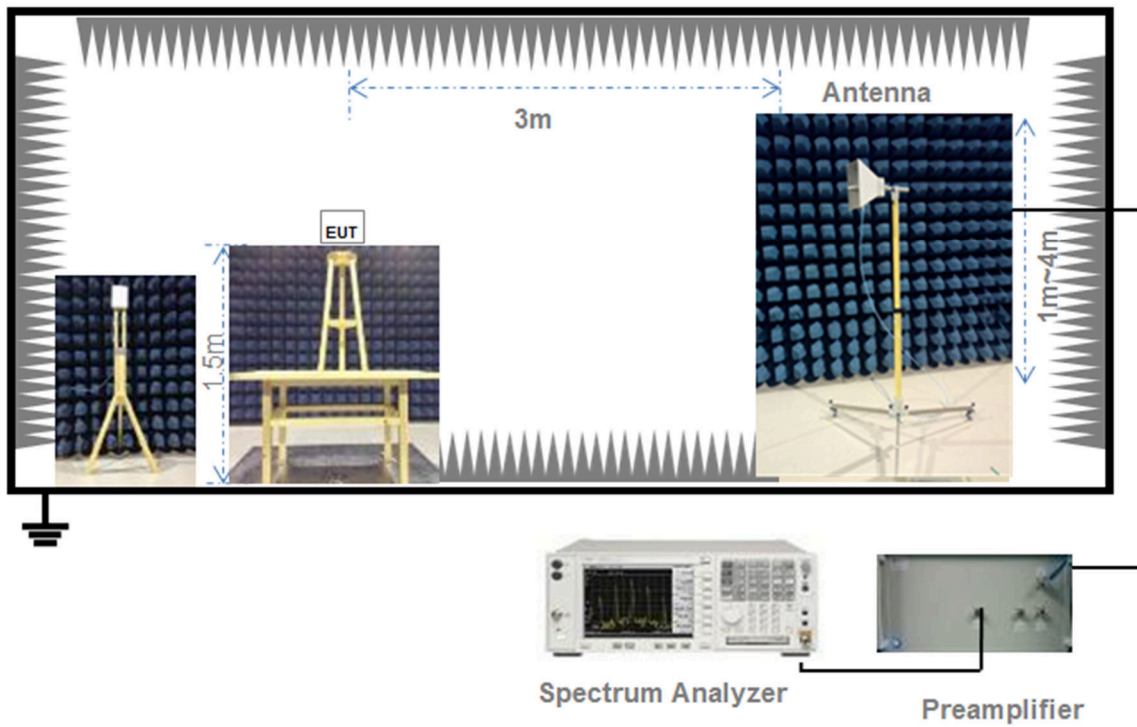 Antenna
3m
EUT
1.5m
1m~4m
Spectrum Analyzer
Preamplifier